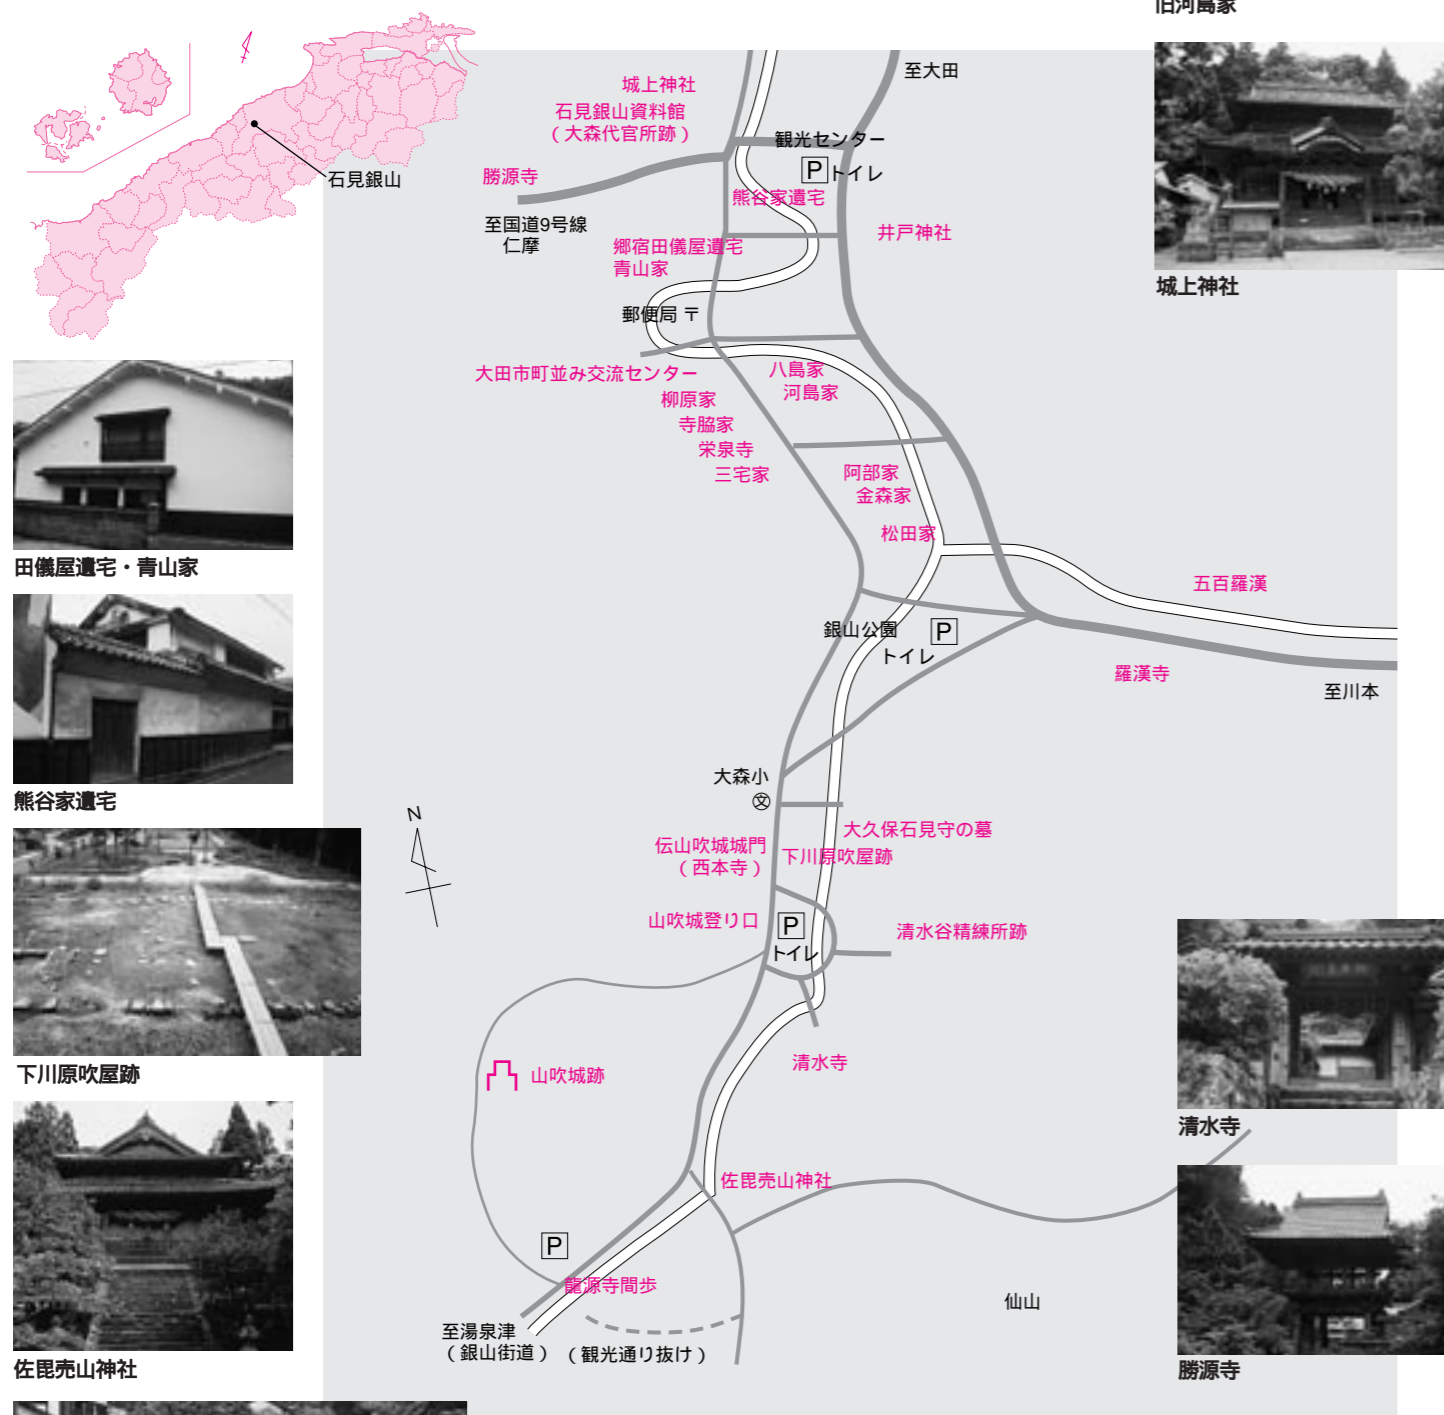 旧河島家
石見銀山
城上神社
石見銀山資料館
（大森代官所跡）
至大田
観光センター
P トイレ
勝源寺
熊谷家遺宅
至国道9号線
仁摩
井戸神社
郷宿田儀屋遺宅
青山家
郵便局 〒
大田市町並み交流センター
八島家
河島家
柳原家
寺脇家
栄泉寺
三宅家
阿部家
金森家
松田家
五百羅漢
銀山公園
P
トイレ
羅漢寺
至川本
大森小
文
大久保石見守の墓
伝山吹城城門
（西本寺）
下川原吹屋跡
山吹城登り口
P
トイレ
清水谷精練所跡
N
清水寺
山吹城跡
佐毘売山神社
P
龍源寺間歩
仙山
至湯泉津
（銀山街道）
（観光通り抜け）
田儀屋遺宅・青山家
熊谷家遺宅
下川原吹屋跡
佐毘売山神社
城上神社
清水寺
勝源寺